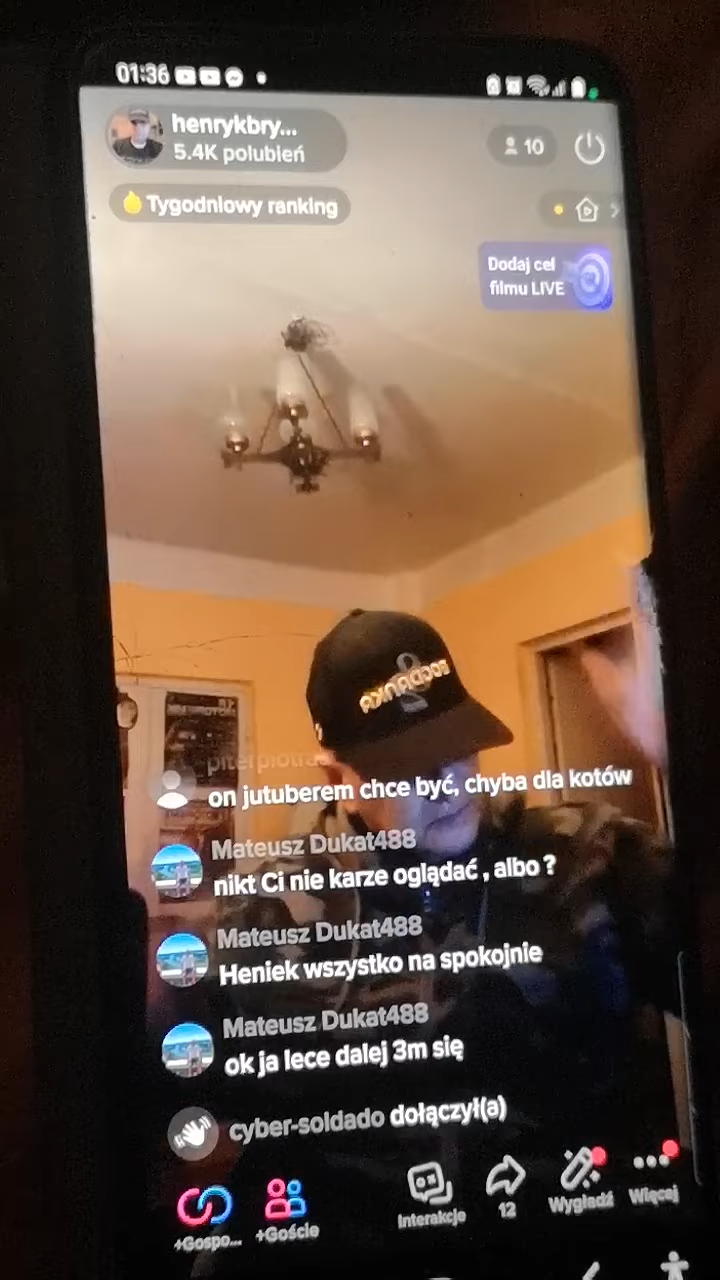 01:36
henrykbry...
5.4K polubień
10
Tygodniowy ranking
Dodaj cel
filmu LIVE
on jutuberem chce być, chyba dla kotów
Mateusz Dukat488
nikt Ci nie karze oglądać , albo ?
Mateusz Dukat488
Heniek wszystko na spokojnie
Mateusz Dukat488
ok ja lece dalej 3m się
cyber-soldado dołączył(a)
+Gospo...
+Goście
Interakcje
12
Wygładź
Więcej